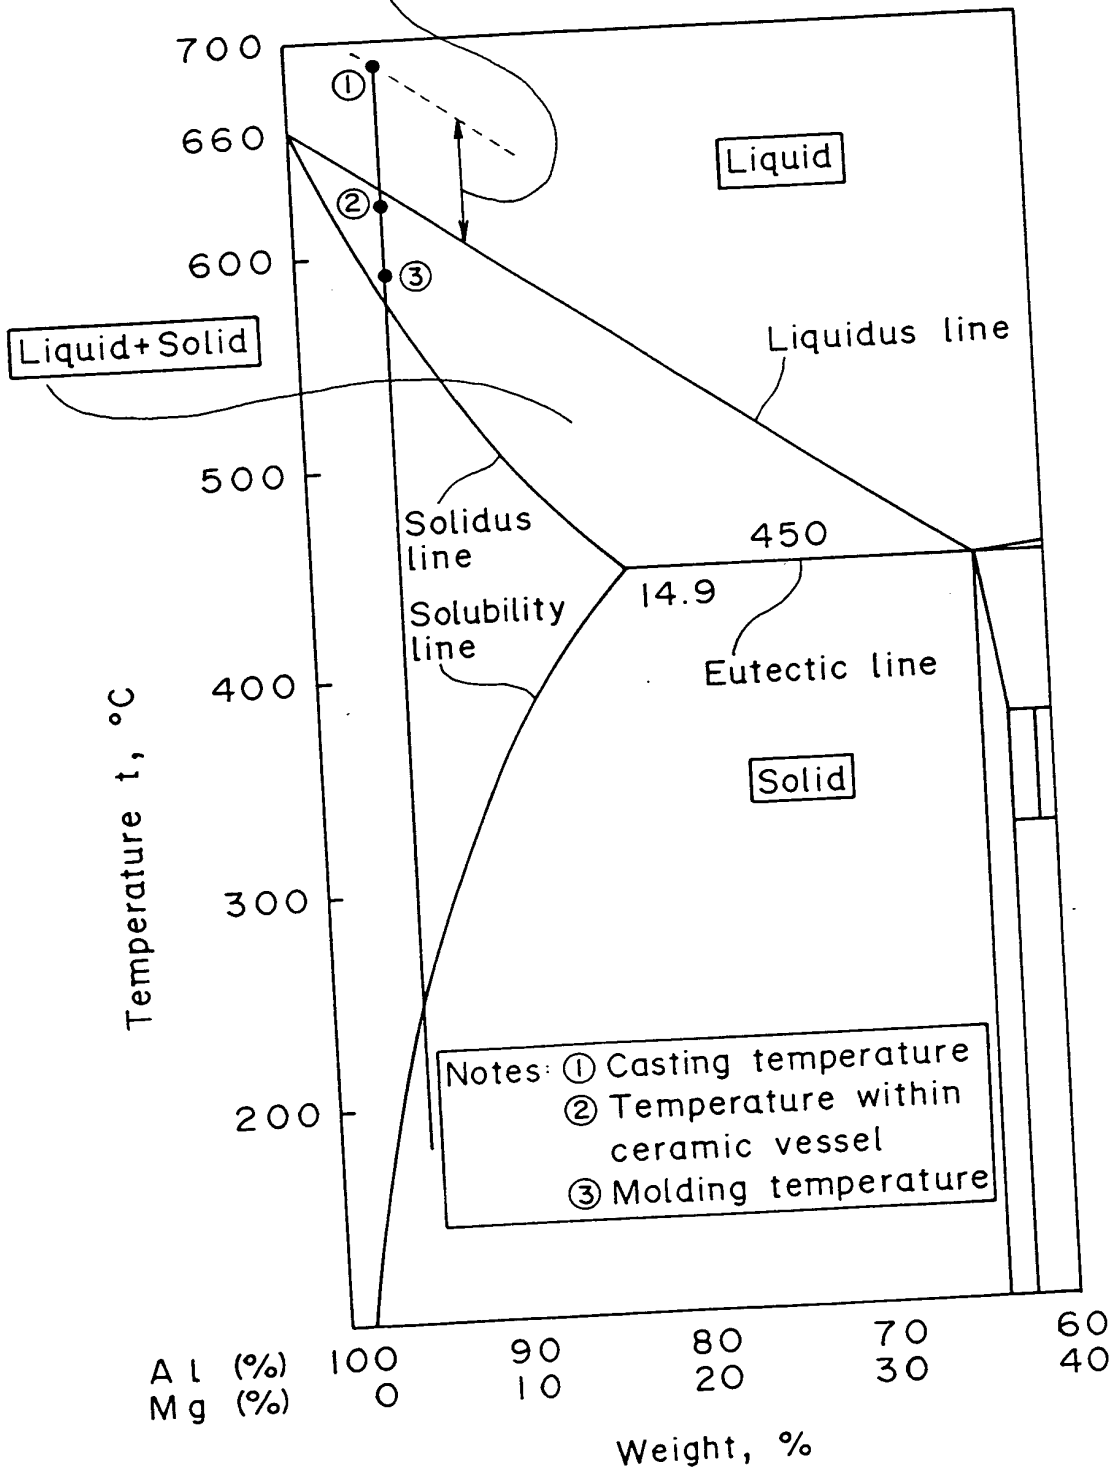 700
①
660
Liquid
②
600
③
Liquid+Solid
Liquidus line
500
Solidus
line
450
14.9
Solubility
line
Eutectic line
400
Temperature t, °C
Solid
300
Notes: ① Casting temperature
② Temperature within
ceramic vessel
③ Molding temperature
200
Al (%) 100 90 80 70 60
Mg (%) 0 10 20 30 40
Weight, %